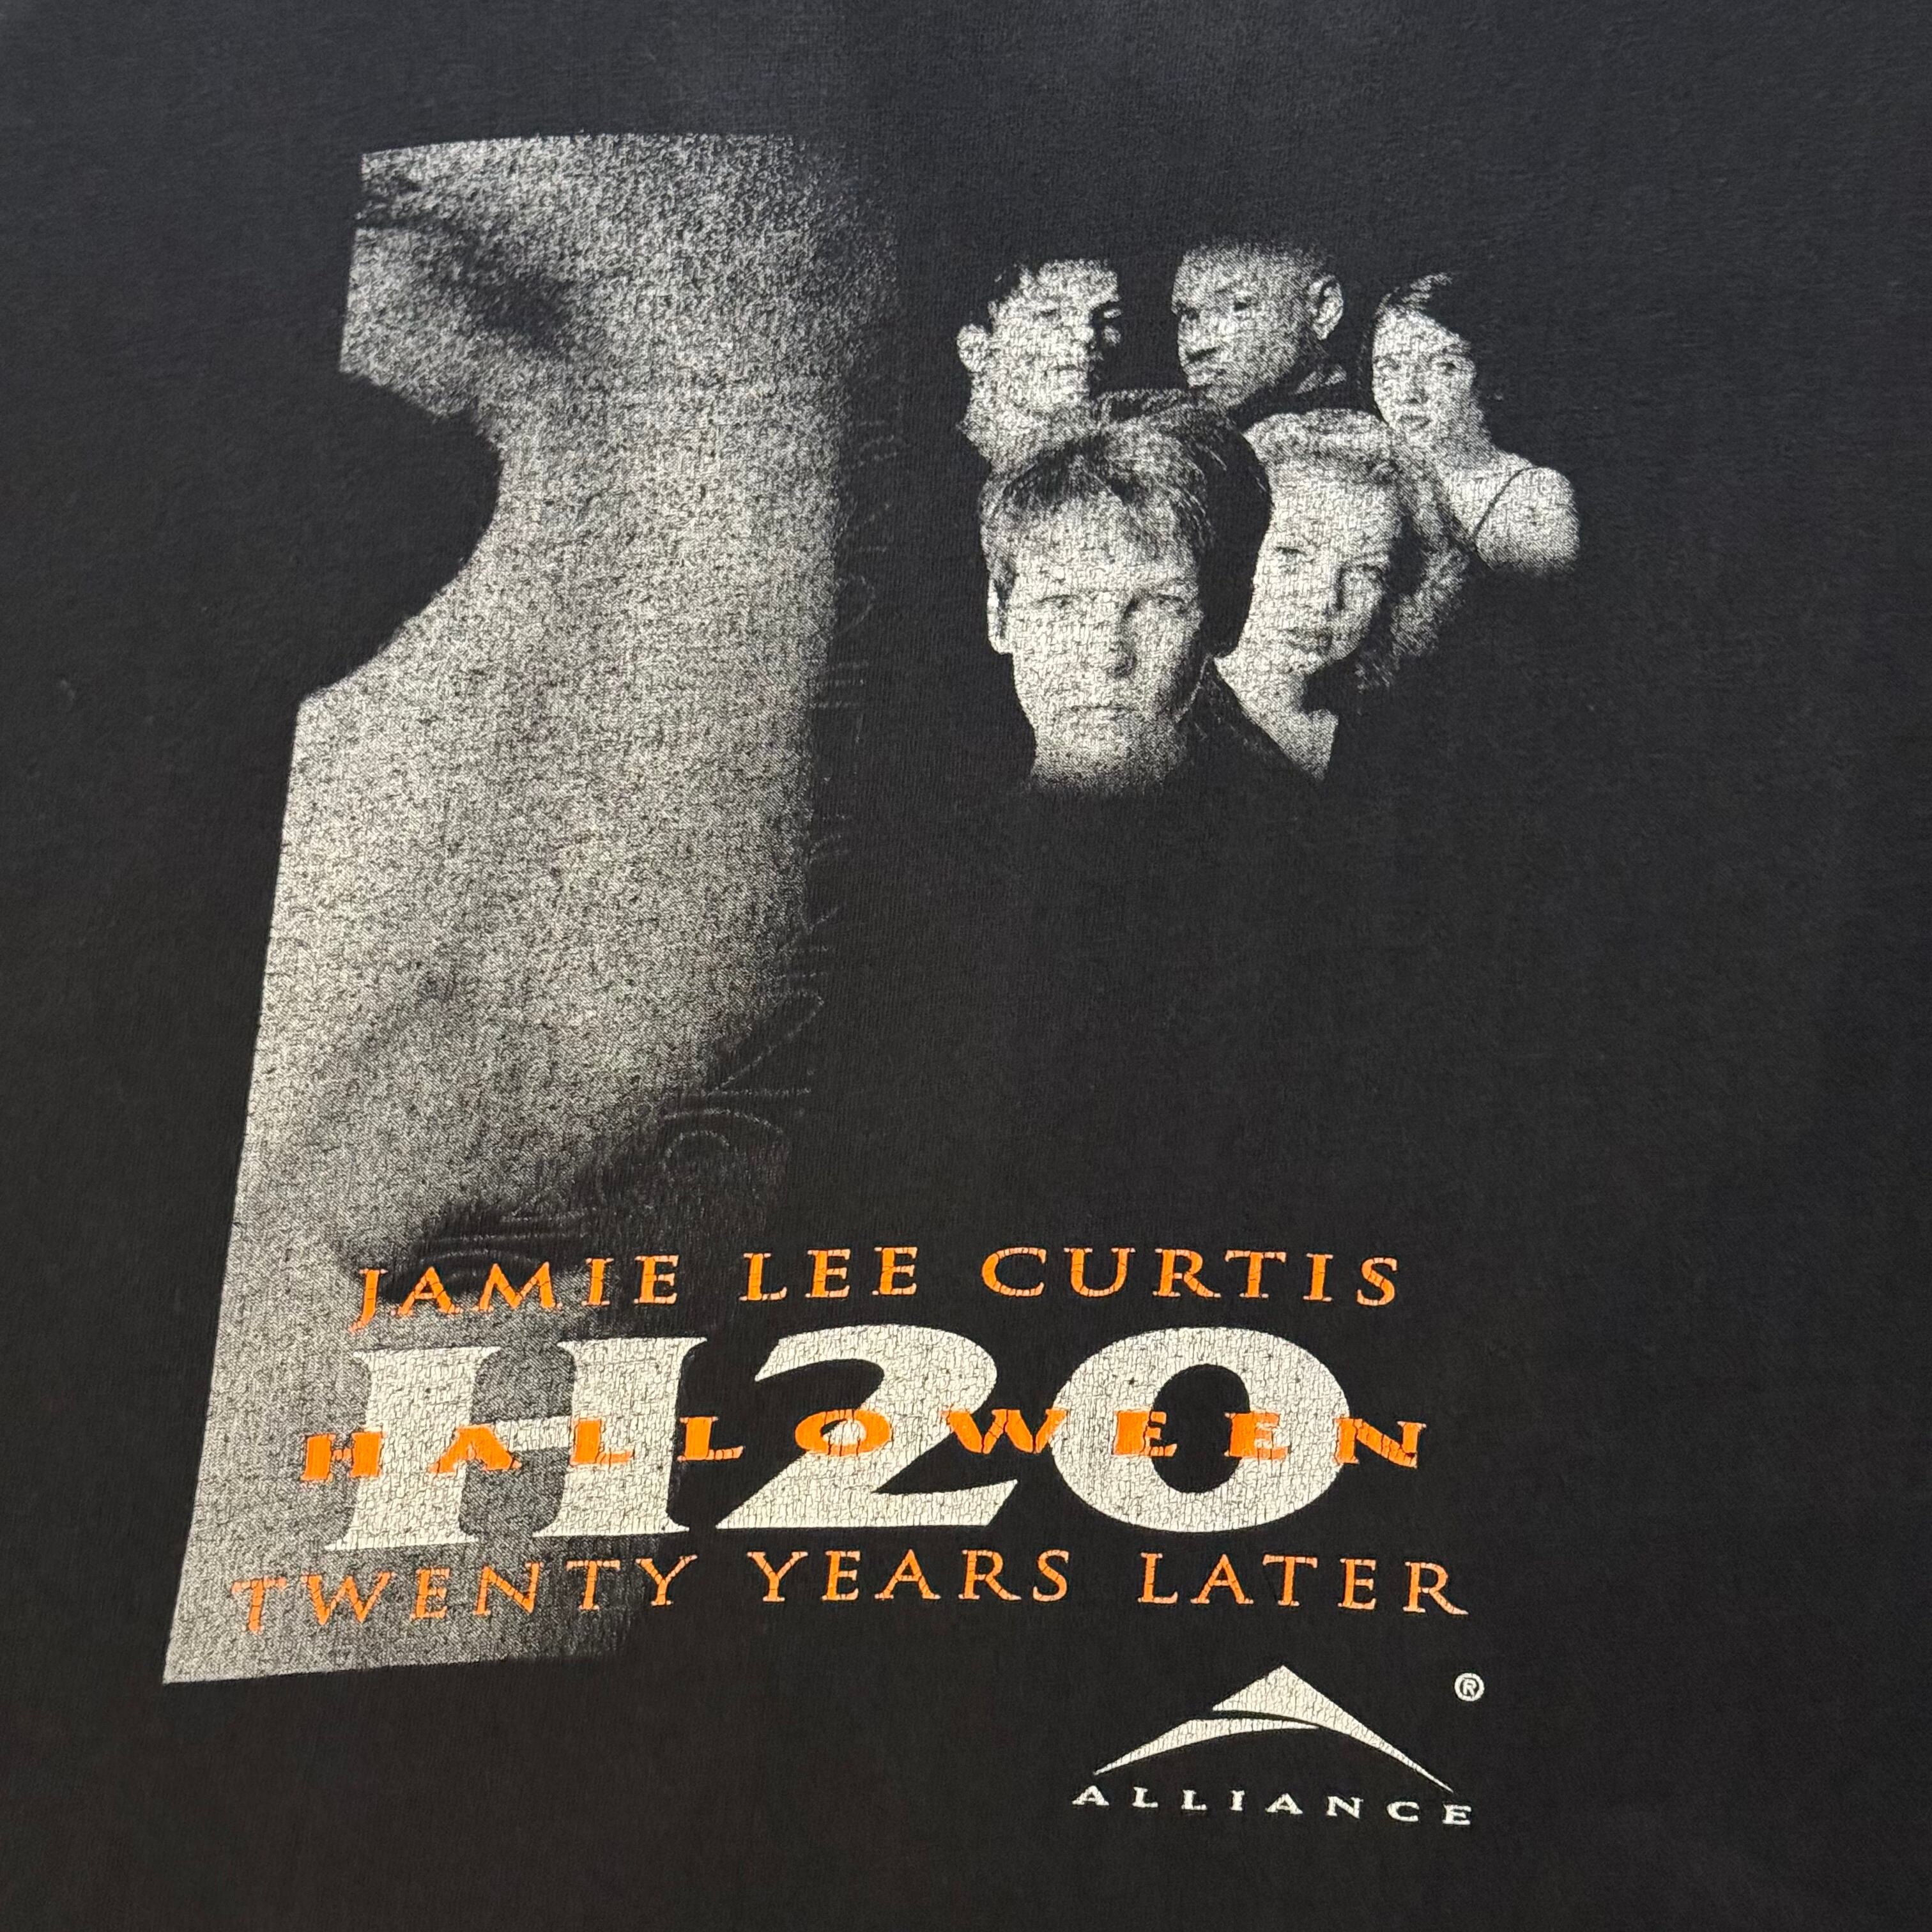 JAMIE LEE CURTIS
H20
HALLOWEEN
TWENTY YEARS LATER
®
ALLIANCE